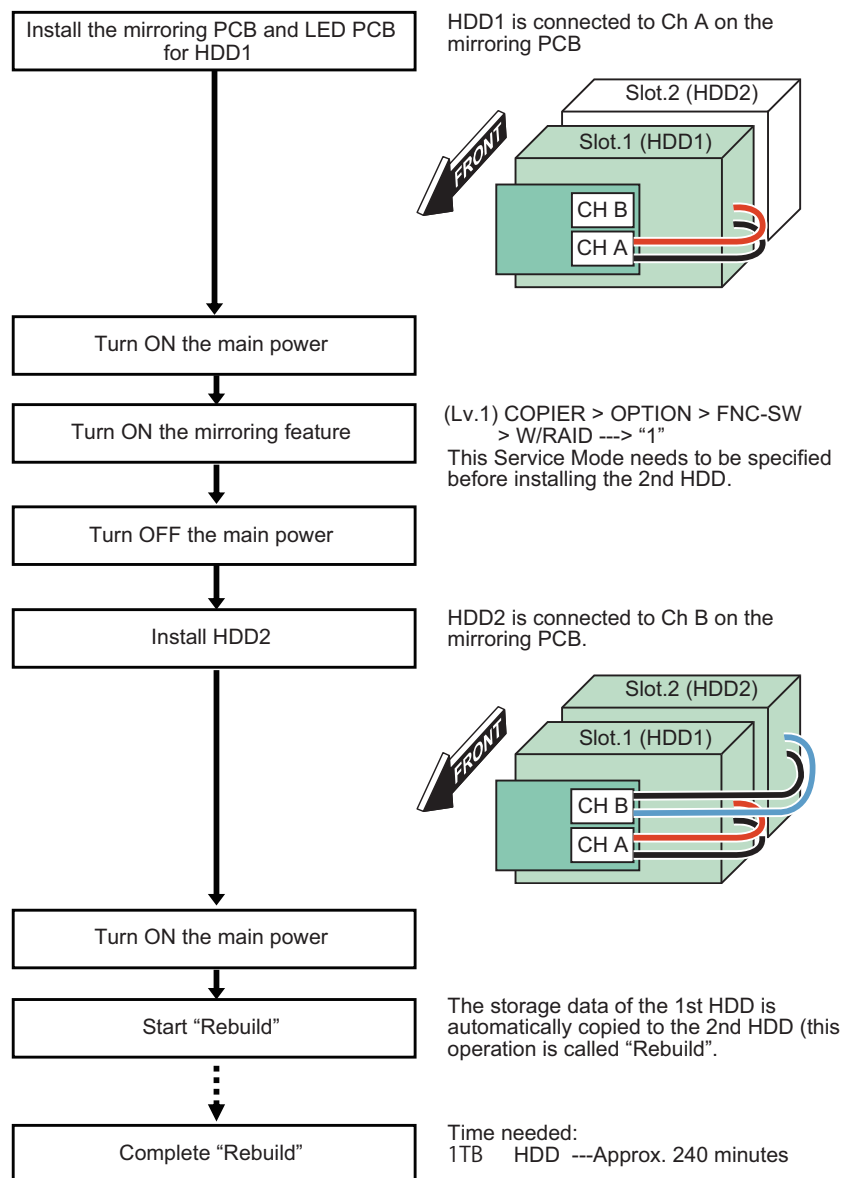 Install the mirroring PCB and LED PCB
for HDD1
HDD1 is connected to Ch A on the
mirroring PCB
Slot.2 (HDD2)
Slot.1 (HDD1)
FRONT
CH B
CH A
Turn ON the main power
Turn ON the mirroring feature
(Lv.1) COPIER > OPTION > FNC-SW
> W/RAID ---> “1”
This Service Mode needs to be specified
before installing the 2nd HDD.
Turn OFF the main power
Install HDD2
HDD2 is connected to Ch B on the
mirroring PCB.
Slot.2 (HDD2)
Slot.1 (HDD1)
FRONT
CH B
CH A
Turn ON the main power
Start “Rebuild”
The storage data of the 1st HDD is
automatically copied to the 2nd HDD (this
operation is called “Rebuild”.
Complete “Rebuild”
Time needed:
1TB HDD ---Approx. 240 minutes